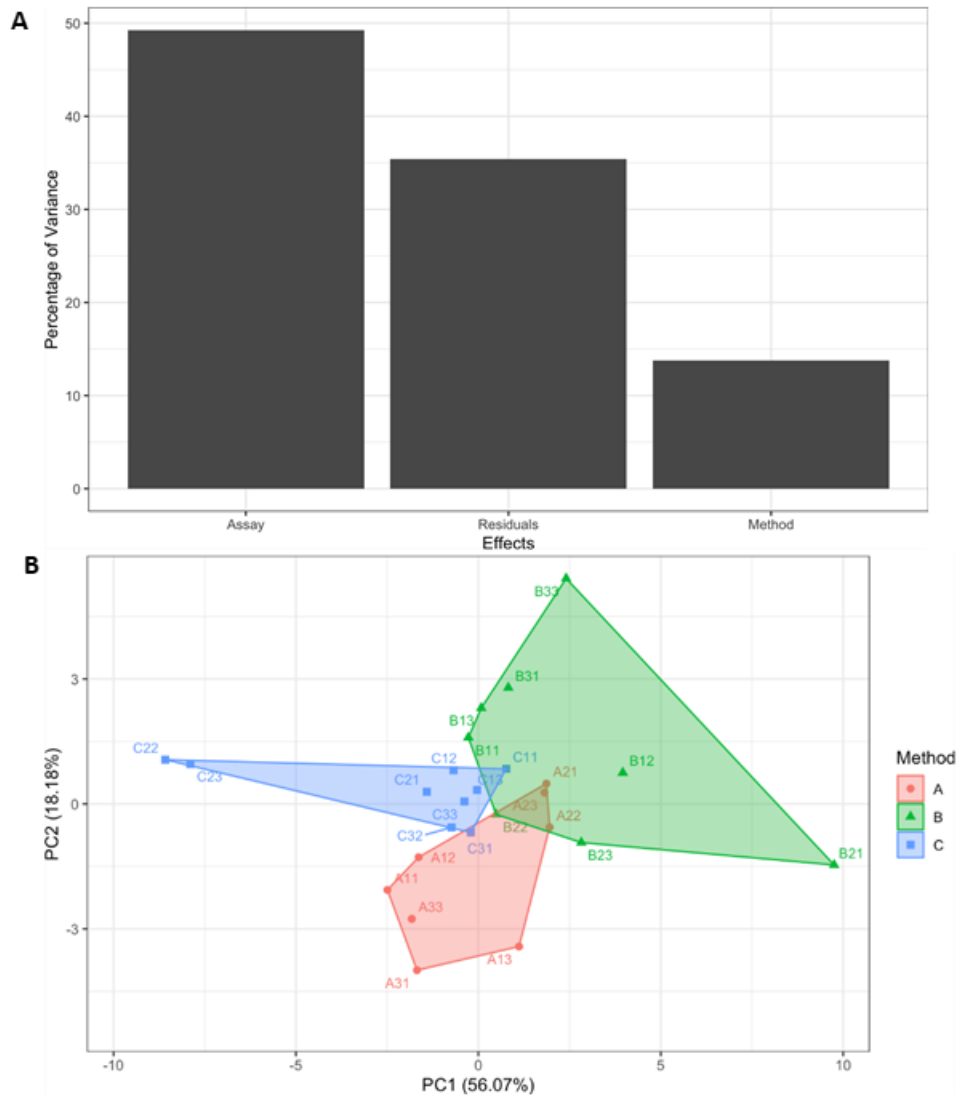 A
Percentage of Variance
50
40
30
20
10
0
Assay Residuals Method
Effects
B
PC2 (18.18%)
3
0
-3
B33
B31
B13
B11
C22
C23
C12
C11
C21
C13
B12
A21
A23
C33
B22
A22
C32
C31
B23
B21
A12
A11
A33
A13
A31
-10 -5 0 5 10
PC1 (56.07%)
Method
A
B
C